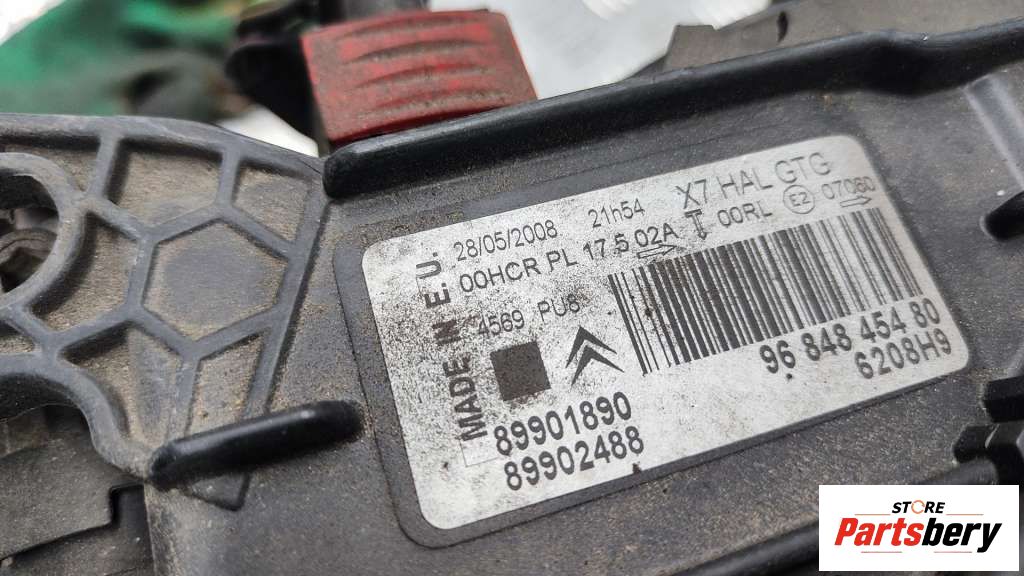 MADE IN E.U.
28/05/2008 21h54 X7 HAL GTG
00HCR PL 17.5 02A 00RL E2 07080
4569 PU8
96 848 454 80
6208H9
89901890
89902488
STORE
Partsbery